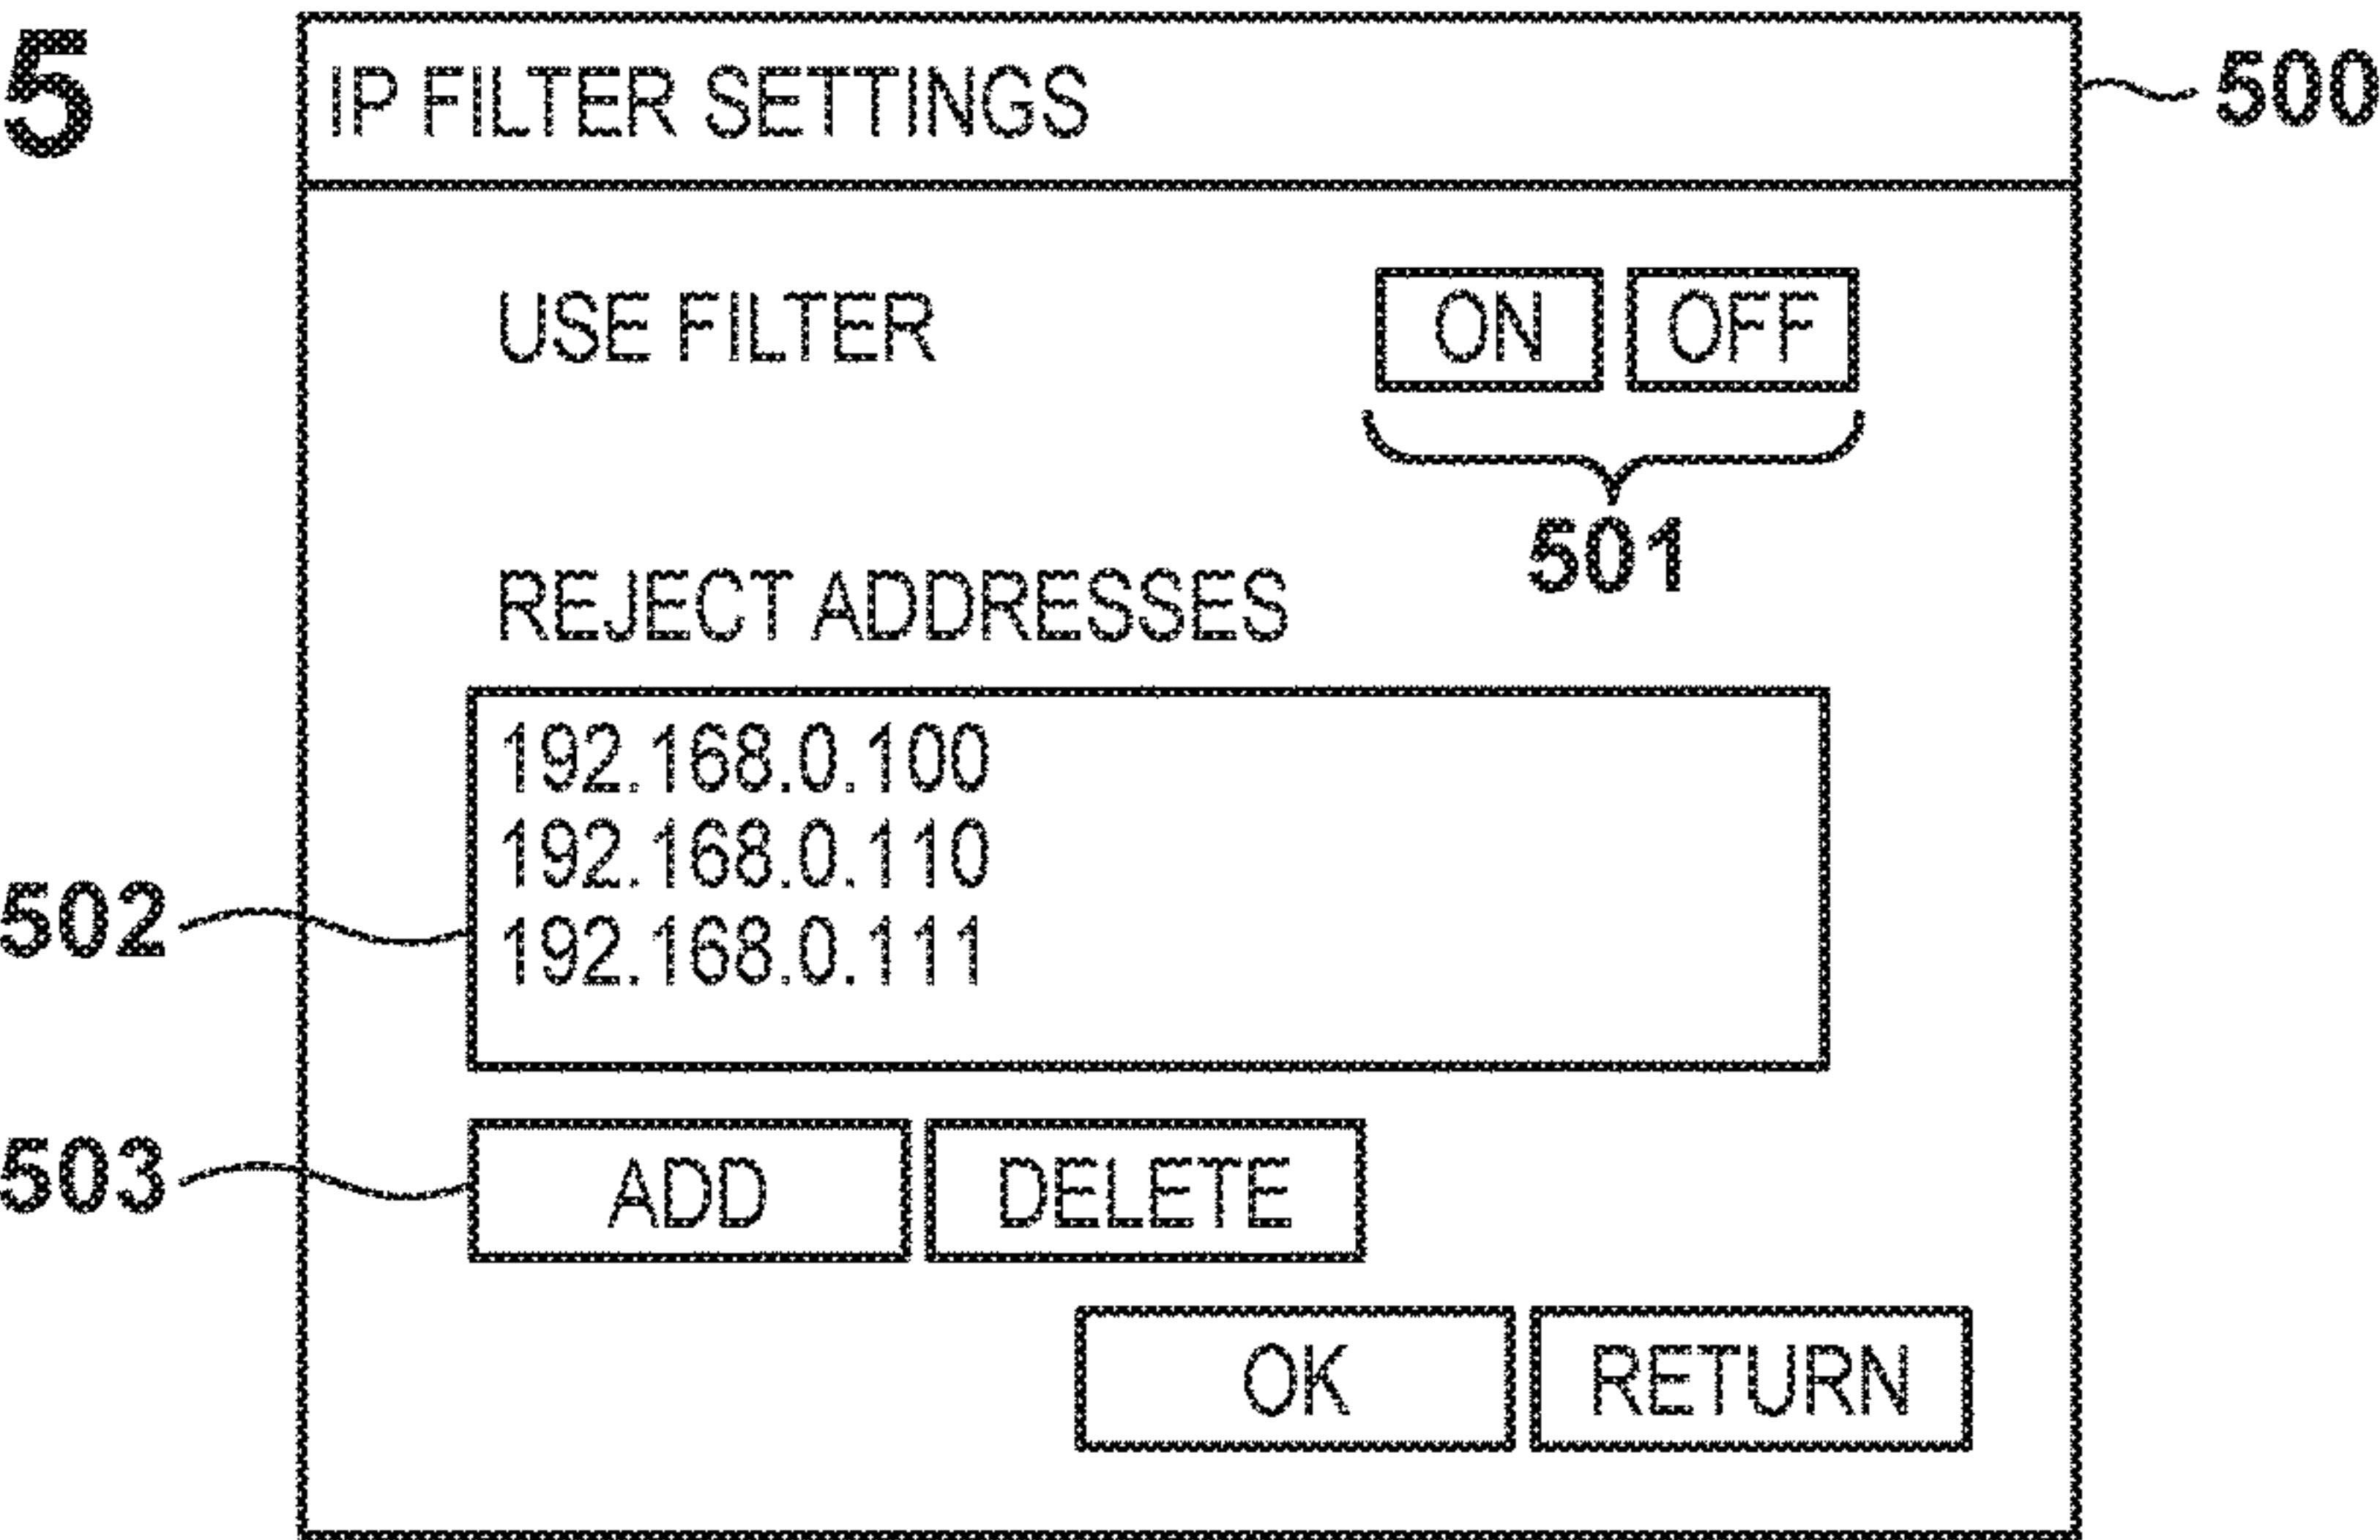 5
IP FILTER SETTINGS
500
USE FILTER
ON
OFF
501
REJECT ADDRESSES
192.168.0.100
192.168.0.110
192.168.0.111
502
503
ADD
DELETE
OK
RETURN